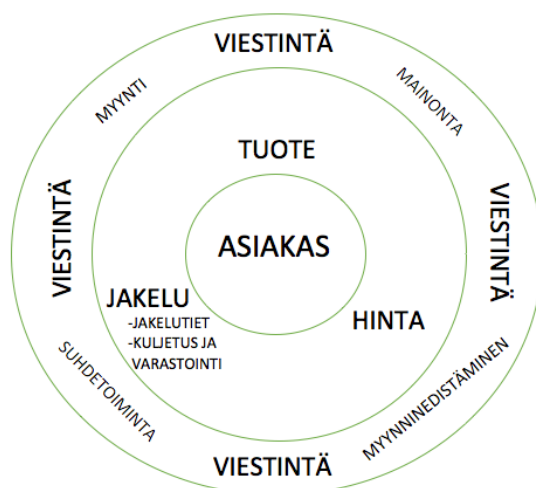 VIESTINTÄ
MYYNTI
MAINONTA
TUOTE
VIESTINTÄ
ASIAKAS
VIESTINTÄ
JAKELU
-JAKELUTIET
-KULJETUS JA
VARASTOINTI
HINTA
SUHDETOIMINTA
MYYNNINEDISTÄMINEN
VIESTINTÄ